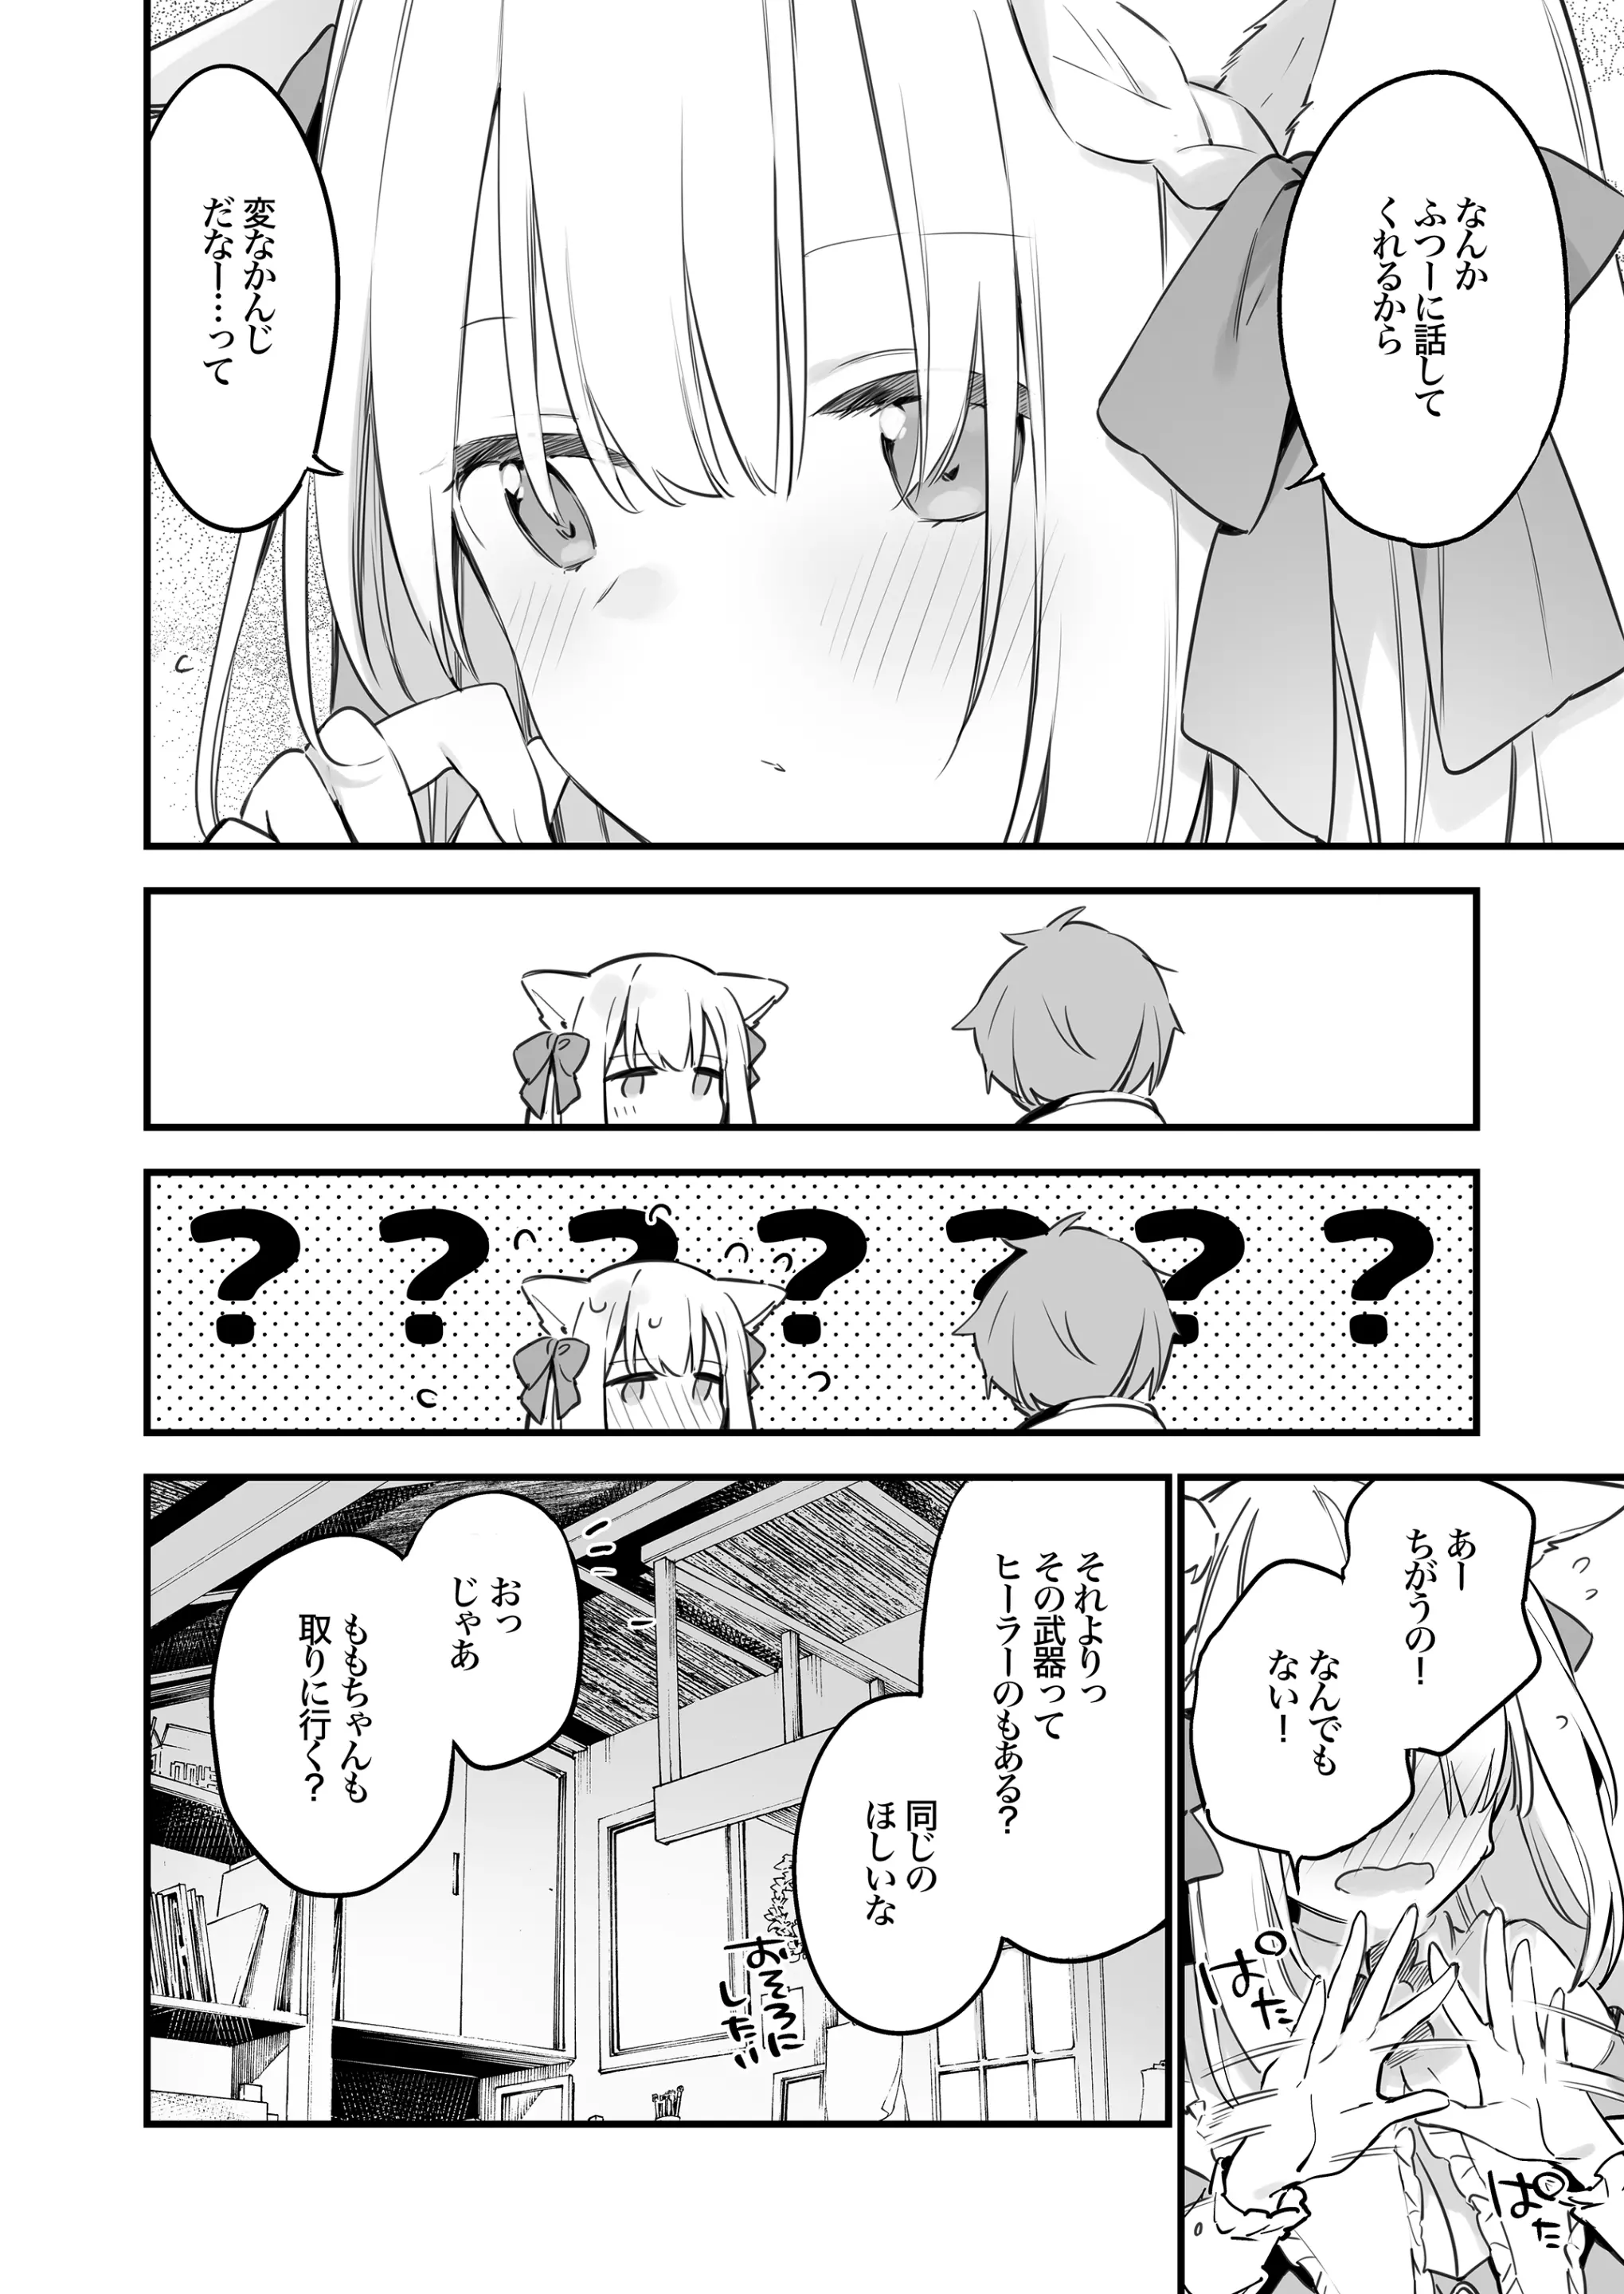 なんか
ふつーに話して
くれるから
変なかんじ
だなー…って
？？？？？？？
あー
ちがうの！
なんでも
ない！
ぱた
ぱた
それよりっ
その武器って
ヒーラーのもある？
同じの
ほしいな
おそろに
したい
おっ
じゃあ
ももちゃんも
取りに行く？